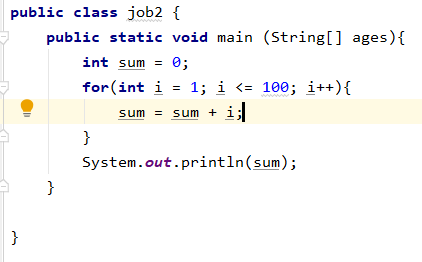 public class job2 {
public static void main (String[] ages){
int sum = 0;
for(int i = 1; i <= 100; i++){
sum = sum + i;
}
System.out.println(sum);
}
}